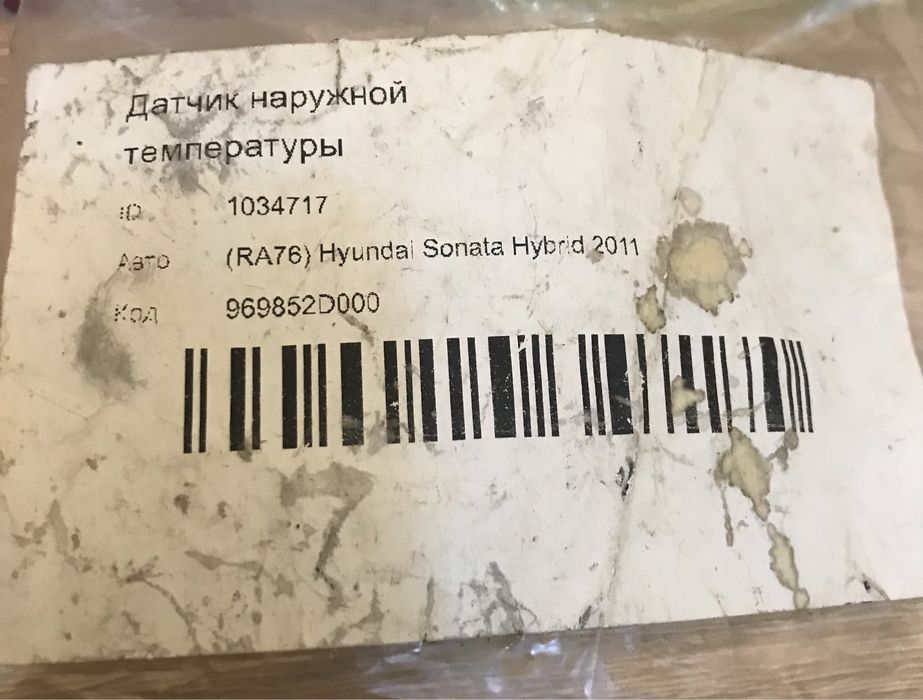 Датчик наружной
температуры
ID 1034717
Авто (RA76) Hyundai Sonata Hybrid 2011
Код 969852D000